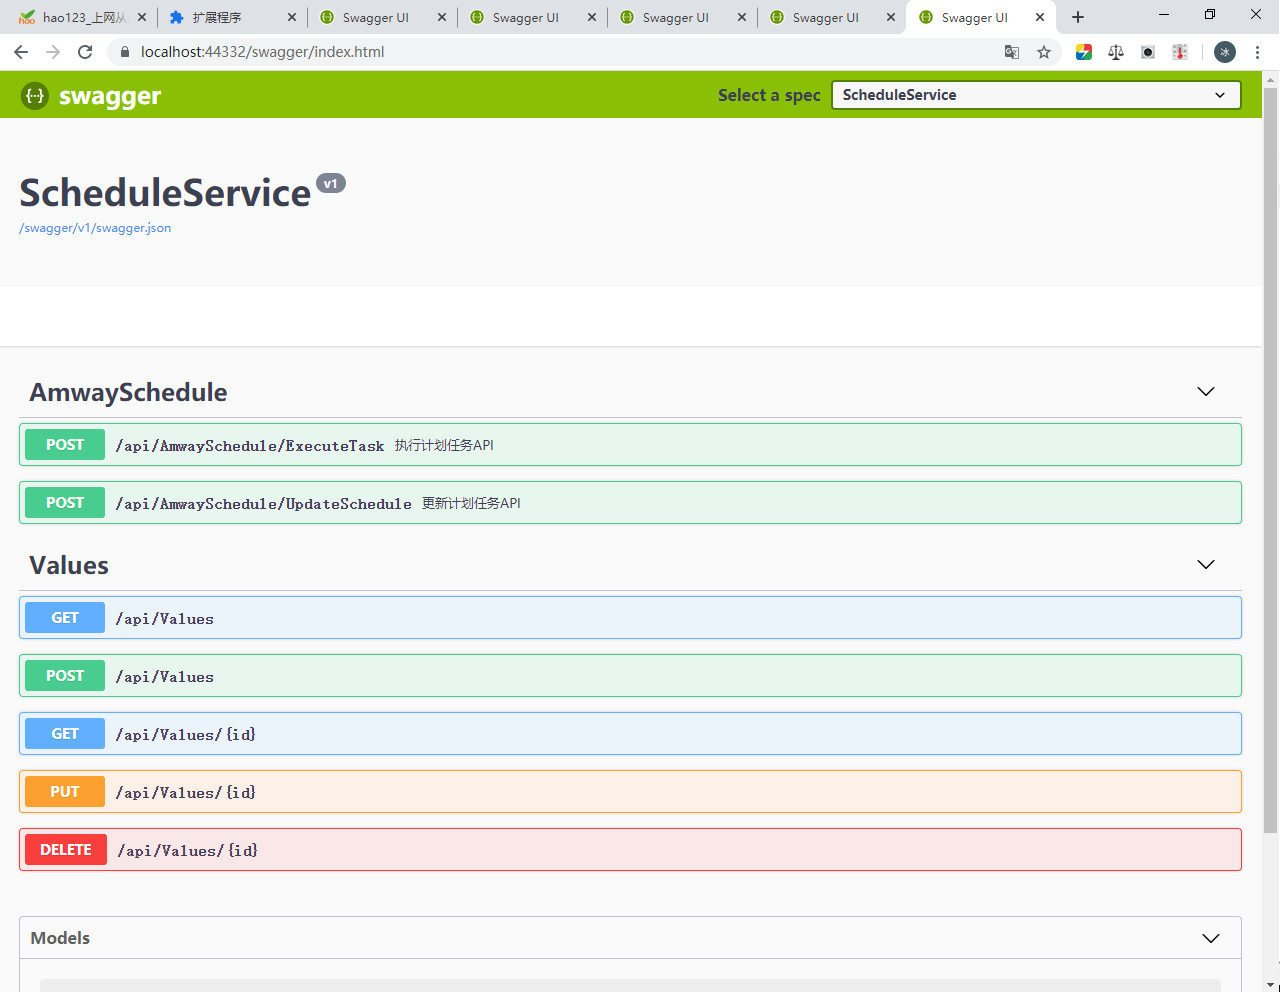 hao123_上网从
扩展程序
Swagger UI
Swagger UI
Swagger UI
Swagger UI
Swagger UI
localhost:44332/swagger/index.html
冰
{··} swagger
Select a spec
ScheduleService
ScheduleService v1
/swagger/v1/swagger.json
AmwaySchedule
POST /api/AmwaySchedule/ExecuteTask 执行计划任务API
POST /api/AmwaySchedule/UpdateSchedule 更新计划任务API
Values
GET /api/Values
POST /api/Values
GET /api/Values/{id}
PUT /api/Values/{id}
DELETE /api/Values/{id}
Models